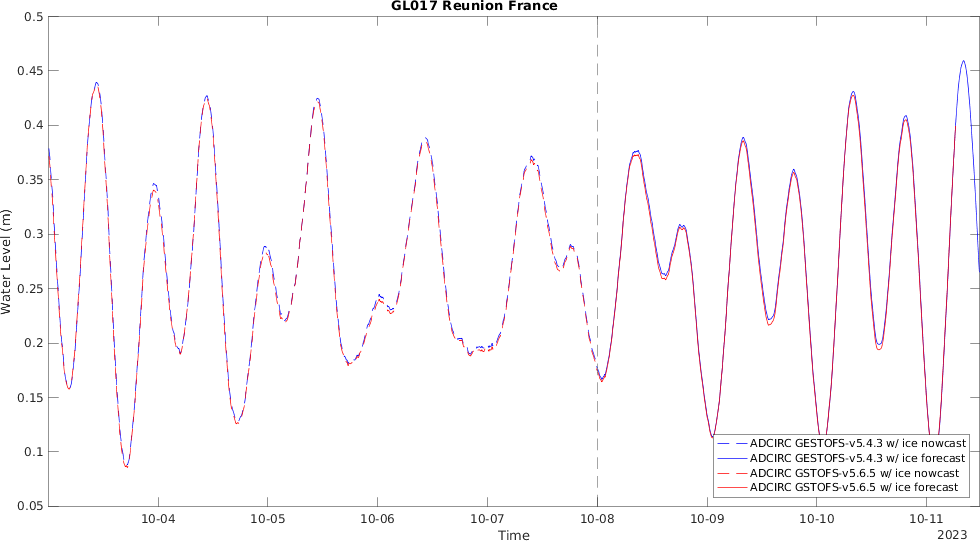 GL017 Reunion France
0.5
0.45
0.4
0.35
0.3
0.25
0.2
0.15
0.1
0.05
Water Level (m)
10-04 10-05 10-06 10-07 10-08 10-09 10-10 10-11
Time
2023
ADCIRC GESTOFS-v5.4.3 w/ ice nowcast
ADCIRC GESTOFS-v5.4.3 w/ ice forecast
ADCIRC GSTOFS-v5.6.5 w/ ice nowcast
ADCIRC GSTOFS-v5.6.5 w/ ice forecast